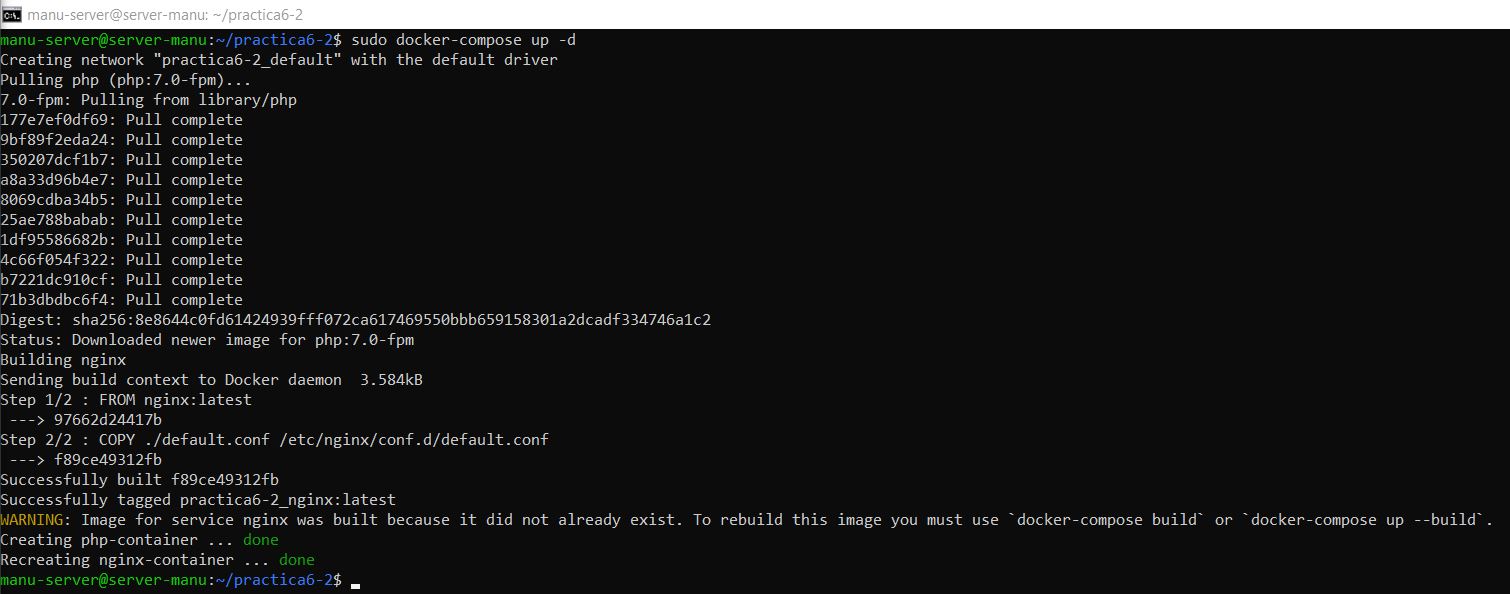 manu-server@server-manu: ~/practica6-2
manu-server@server-manu:~/practica6-2$ sudo docker-compose up -d
Creating network "practica6-2_default" with the default driver
Pulling php (php:7.0-fpm)...
7.0-fpm: Pulling from library/php
177e7ef0df69: Pull complete
9bf89f2eda24: Pull complete
350207dcf1b7: Pull complete
a8a33d96b4e7: Pull complete
8069cdba34b5: Pull complete
25ae788babab: Pull complete
1df95586682b: Pull complete
4c66f054f322: Pull complete
b7221dc910cf: Pull complete
71b3dbdbc6f4: Pull complete
Digest: sha256:8e8644c0fd61424939fff072ca617469550bbb659158301a2dcadf334746a1c2
Status: Downloaded newer image for php:7.0-fpm
Building nginx
Sending build context to Docker daemon  3.584kB
Step 1/2 : FROM nginx:latest
 ---> 97662d24417b
Step 2/2 : COPY ./default.conf /etc/nginx/conf.d/default.conf
 ---> f89ce49312fb
Successfully built f89ce49312fb
Successfully tagged practica6-2_nginx:latest
WARNING: Image for service nginx was built because it did not already exist. To rebuild this image you must use `docker-compose build` or `docker-compose up --build`.
Creating php-container ... done
Recreating nginx-container ... done
manu-server@server-manu:~/practica6-2$